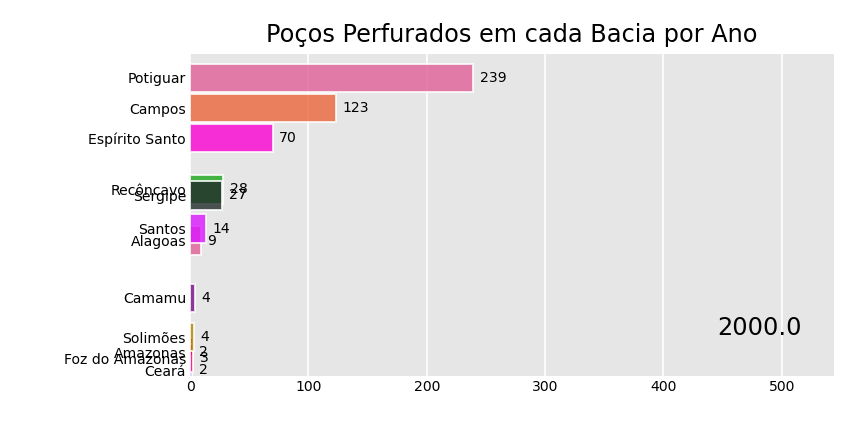 Poços Perfurados em cada Bacia por Ano
Potiguar 239
Campos 123
Espírito Santo 70
Recôncavo 28
Sergipe 27
Santos 14
Alagoas 9
Camamu 4
Solimões 4
Amazonas 2
Foz do Amazonas 3
Ceará 2
2000.0
0 100 200 300 400 500